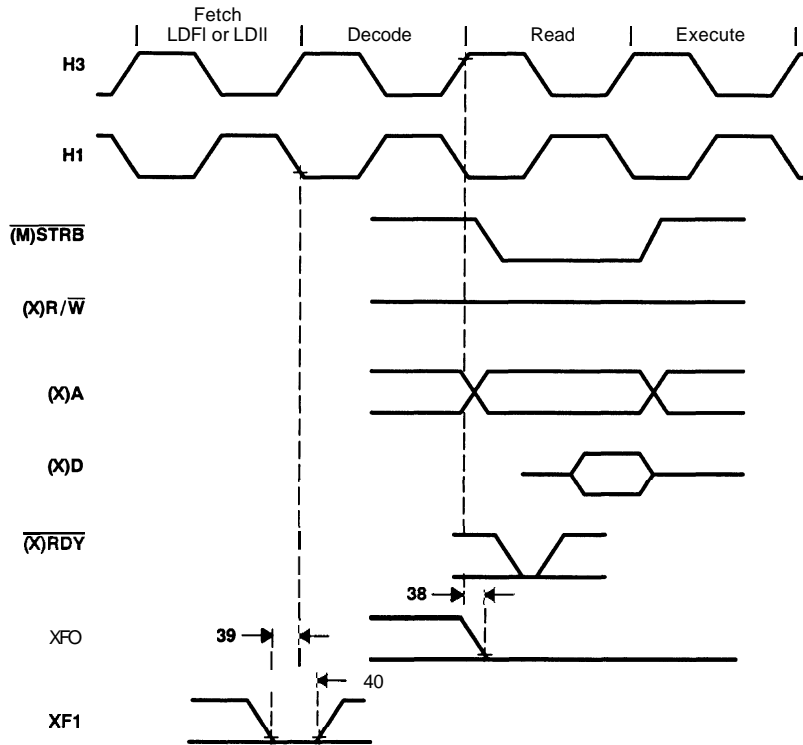 Fetch
LDFI or LDII
Decode
Read
Execute
H3
H1
(M)STRB
(X)R/W
(X)A
(X)D
(X)RDY
38
39
XFO
40
XF1